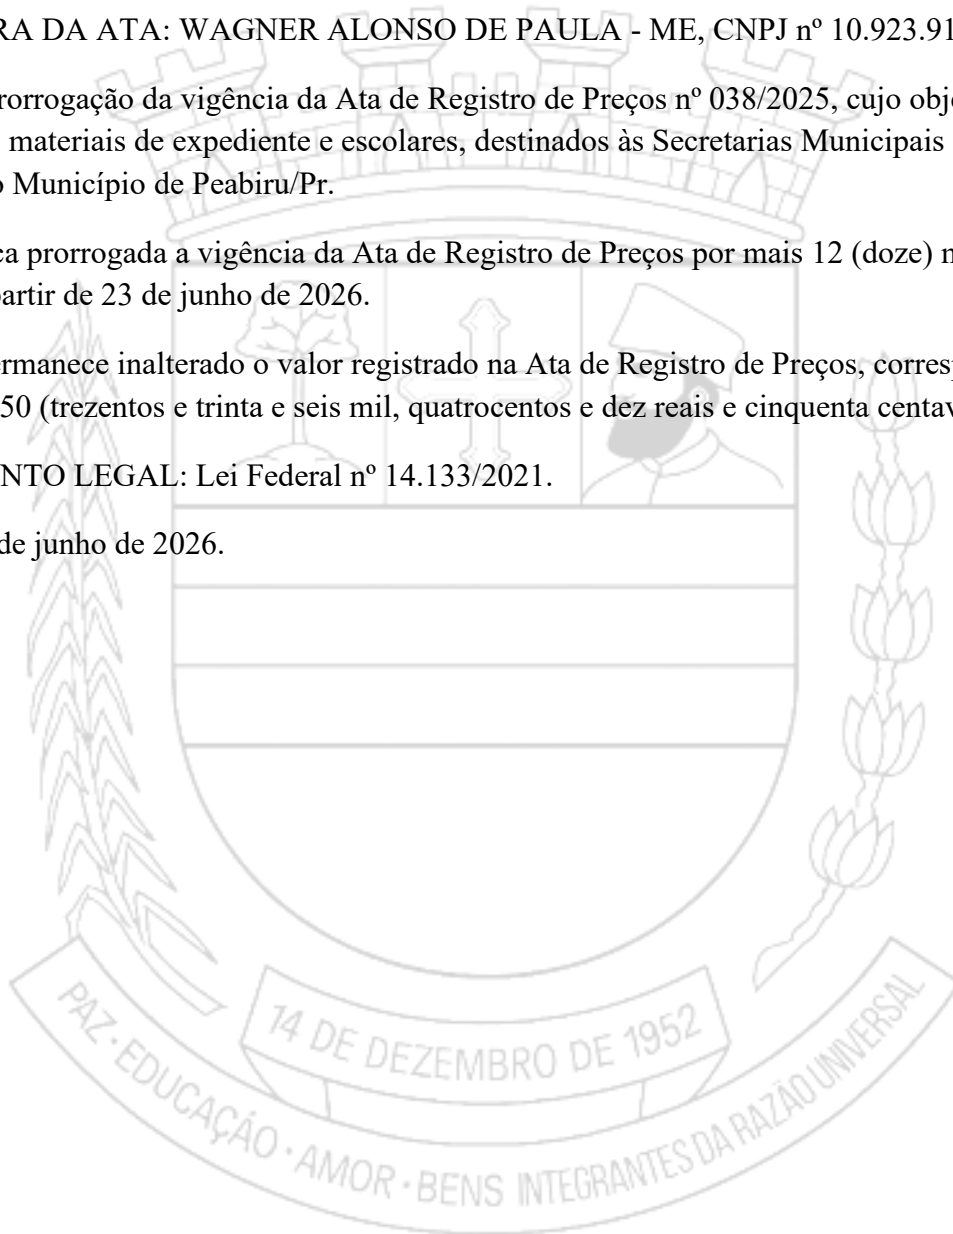 RA DA ATA: WAGNER ALONSO DE PAULA - ME, CNPJ nº 10.923.91
rorrogação da vigência da Ata de Registro de Preços nº 038/2025, cujo obje
materiais de expediente e escolares, destinados às Secretarias Municipais
o Município de Peabiru/Pr.
ca prorrogada a vigência da Ata de Registro de Preços por mais 12 (doze) m
partir de 23 de junho de 2026.
ermanece inalterado o valor registrado na Ata de Registro de Preços, corresp
50 (trezentos e trinta e seis mil, quatrocentos e dez reais e cinquenta centav
NTO LEGAL: Lei Federal nº 14.133/2021.
de junho de 2026.
14 DE DEZEMBRO DE 1952
PAZ · EDUCAÇÃO · AMOR · BENS INTEGRANTES DA RAZÃO UNIVERSAL